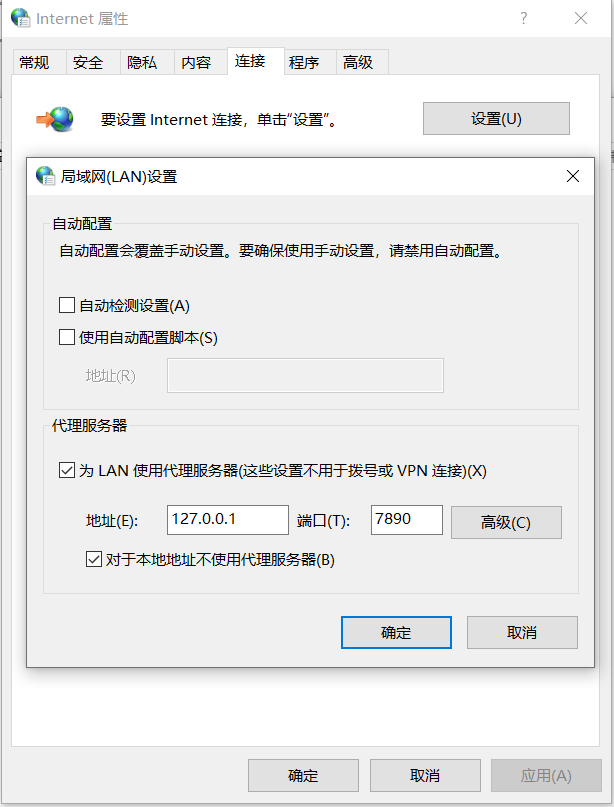 Internet 属性
?
常规 安全 隐私 内容 连接 程序 高级
要设置 Internet 连接，单击“设置”。 设置(U)
局域网(LAN)设置
自动配置
自动配置会覆盖手动设置。要确保使用手动设置，请禁用自动配置。
自动检测设置(A)
使用自动配置脚本(S)
地址(R)
代理服务器
为 LAN 使用代理服务器(这些设置不用于拨号或 VPN 连接)(X)
地址(E): 127.0.0.1 端口(T): 7890 高级(C)
对于本地地址不使用代理服务器(B)
确定 取消
确定 取消 应用(A)